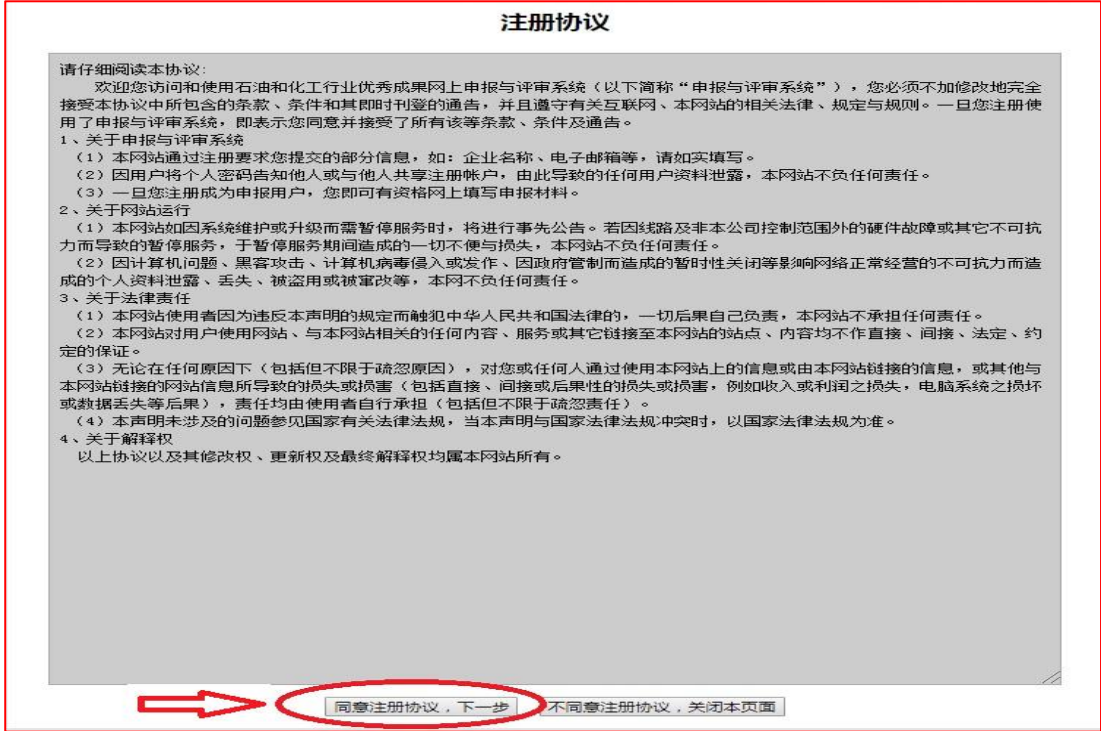 注册协议
请仔细阅读本协议:
欢迎您访问和使用石油和化工行业优秀成果网上申报与评审系统（以下简称“申报与评审系统”），您必须不加修改地完全
接受本协议中所包含的条款、条件和其即时刊登的通告，并且遵守有关互联网、本网站的相关法律、规定与规则。一旦您注册使
用了申报与评审系统，即表示您同意并接受了所有该等条款、条件及通告。
1、关于申报与评审系统
（1）本网站通过注册要求您提交的部分信息，如：企业名称、电子邮箱等，请如实填写。
（2）因用户将个人密码告知他人或与他人共享注册帐户，由此导致的任何用户资料泄露，本网站不负任何责任。
（3）一旦您注册成为申报用户，您即可有资格网上填写申报材料。
2、关于网站运行
（1）本网站如因系统维护或升级而需暂停服务时，将进行事先公告。若因线路及非本公司控制范围外的硬件故障或其它不可抗
力而导致的暂停服务，于暂停服务期间造成的一切不便与损失，本网站不负任何责任。
（2）因计算机问题、黑客攻击、计算机病毒侵入或发作、因政府管制而造成的暂时性关闭等影响网络正常经营的不可抗力而造
成的个人资料泄露、丢失、被盗用或被窜改等，本网不负任何责任。
3、关于法律责任
（1）本网站使用者因为违反本声明的规定而触犯中华人民共和国法律的，一切后果自己负责，本网站不承担任何责任。
（2）本网站对用户使用网站、与本网站相关的任何内容、服务或其它链接至本网站的站点、内容均不作直接、间接、法定、约
定的保证。
（3）无论在任何原因下（包括但不限于疏忽原因），对您或任何人通过使用本网站上的信息或由本网站链接的信息，或其他与
本网站链接的网站信息所导致的损失或损害（包括直接、间接或后果性的损失或损害，例如收入或利润之损失，电脑系统之损坏
或数据丢失等后果），责任均由使用者自行承担（包括但不限于疏忽责任）。
（4）本声明未涉及的问题参见国家有关法律法规，当本声明与国家法律法规冲突时，以国家法律法规为准。
4、关于解释权
以上协议以及其修改权、更新权及最终解释权均属本网站所有。
同意注册协议，下一步 不同意注册协议，关闭本页面